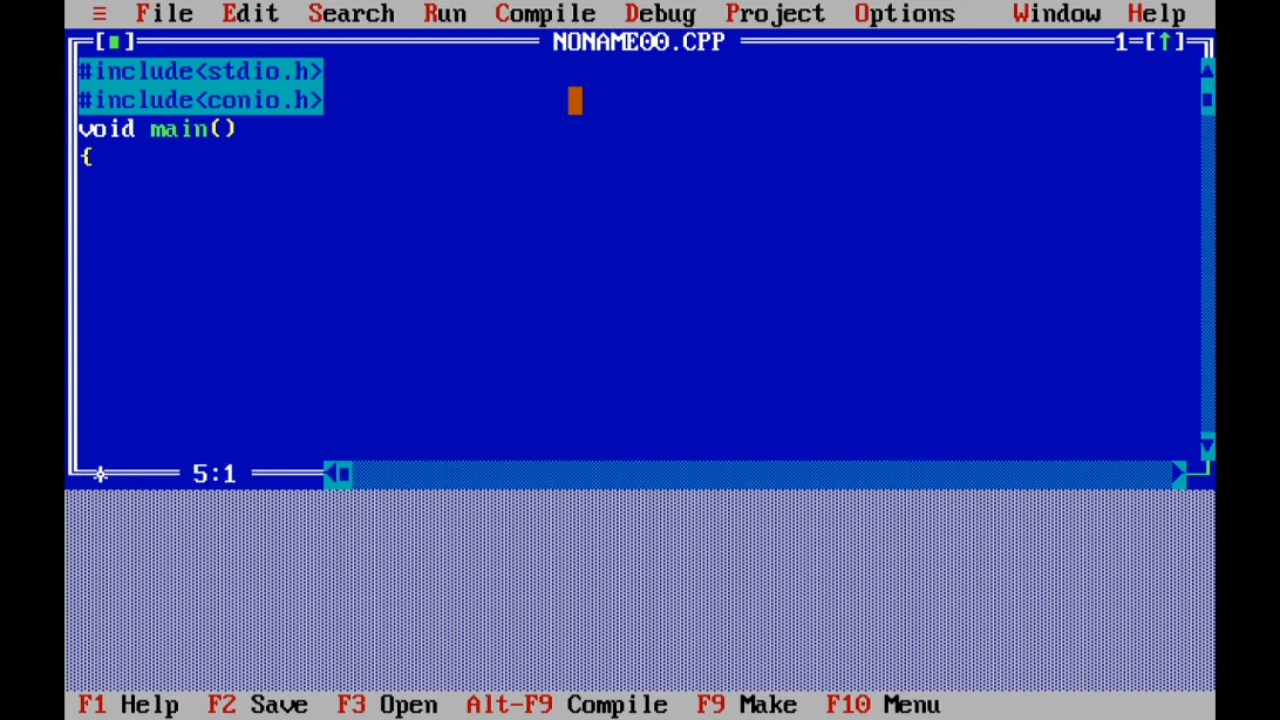 ≡ File Edit Search Run Compile Debug Project Options Window Help
[■] NONAME00.CPP 1=[↑]
#include<stdio.h>
#include<conio.h>
void main()
{
5:1
F1 Help F2 Save F3 Open Alt-F9 Compile F9 Make F10 Menu